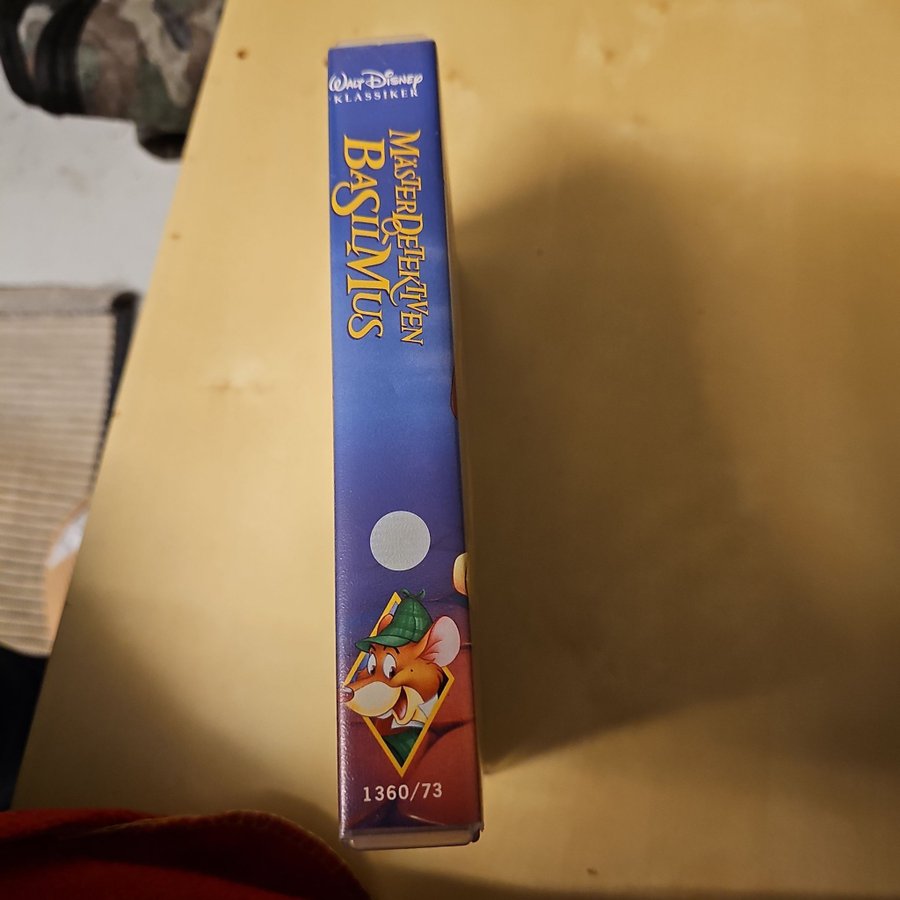 WALT DISNEY
KLASSIKER
MÄSTERDETEKTIVEN
BASIL MUS
1360/73